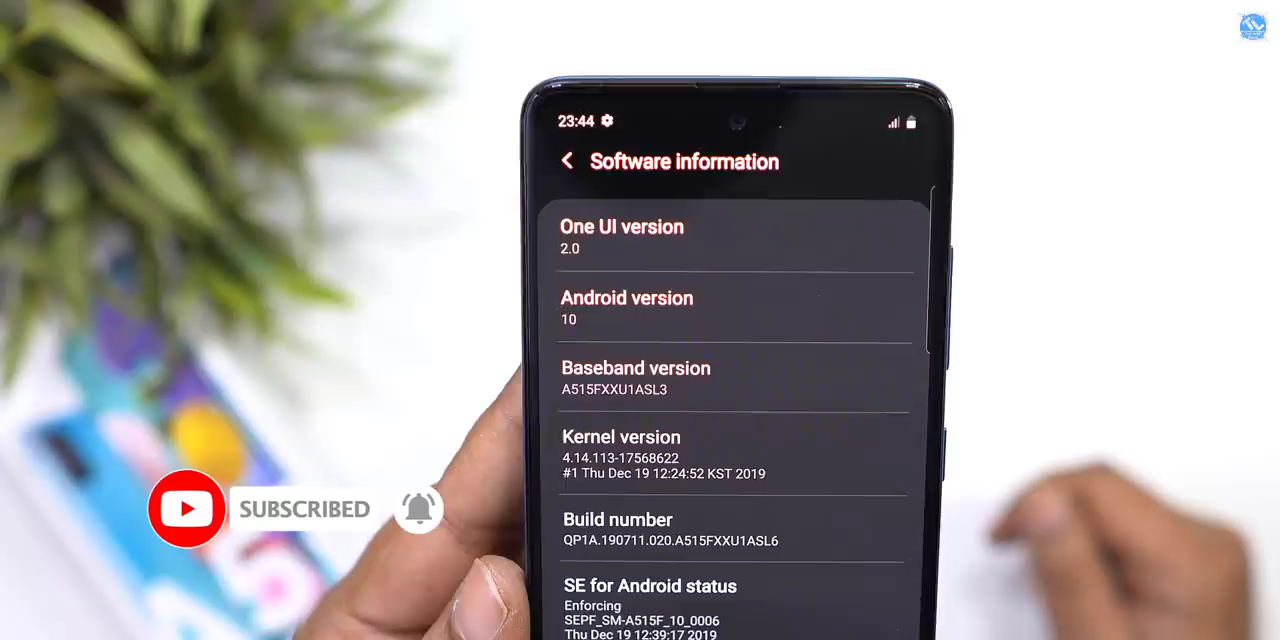 23:44
Software information
One UI version
2.0
Android version
10
Baseband version
A515FXXU1ASL3
Kernel version
4.14.113-17568622
#1 Thu Dec 19 12:24:52 KST 2019
Build number
QP1A.190711.020.A515FXXU1ASL6
SE for Android status
Enforcing
SEPF_SM-A515F_10_0006
Thu Dec 19 12:39:17 2019
SUBSCRIBED